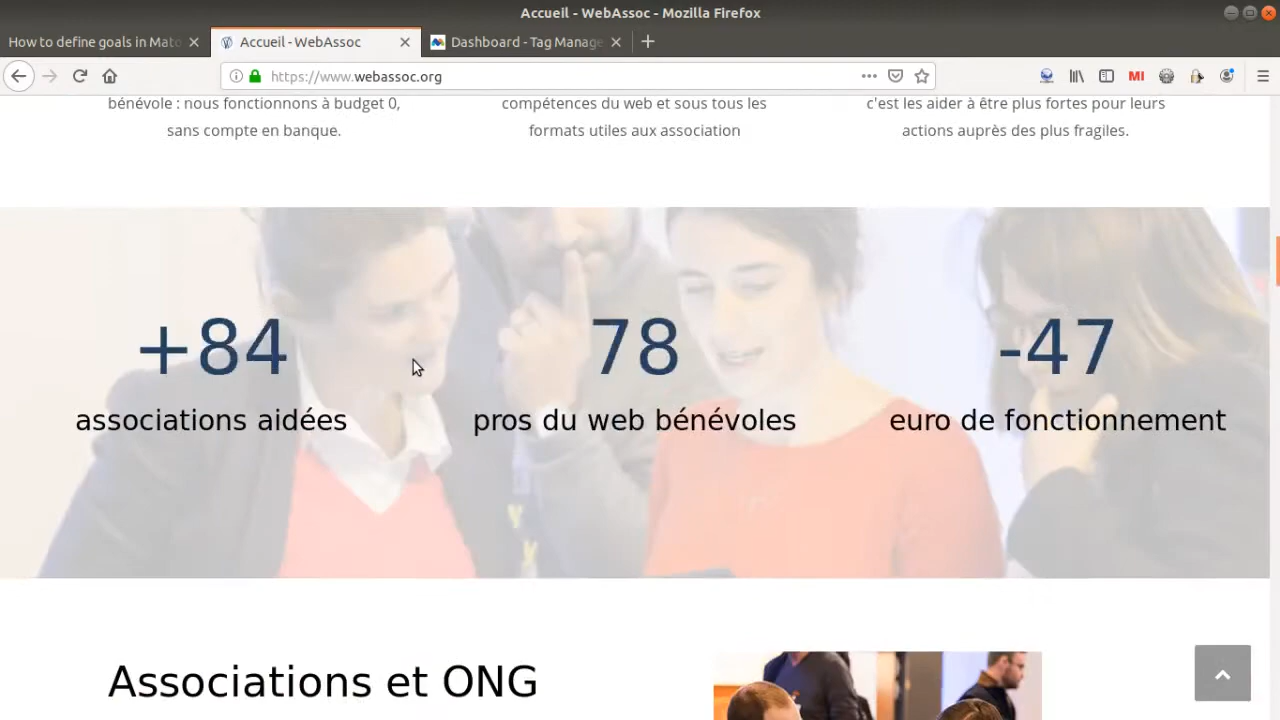 Accueil - WebAssoc - Mozilla Firefox
How to define goals in Mato
Accueil - WebAssoc
Dashboard - Tag Manage
https://www.webassoc.org
MI
bénévole : nous fonctionnons à budget 0,
sans compte en banque.
compétences du web et sous tous les
formats utiles aux association
c'est les aider à être plus fortes pour leurs
actions auprès des plus fragiles.
+84
associations aidées
78
pros du web bénévoles
-47
euro de fonctionnement
Associations et ONG